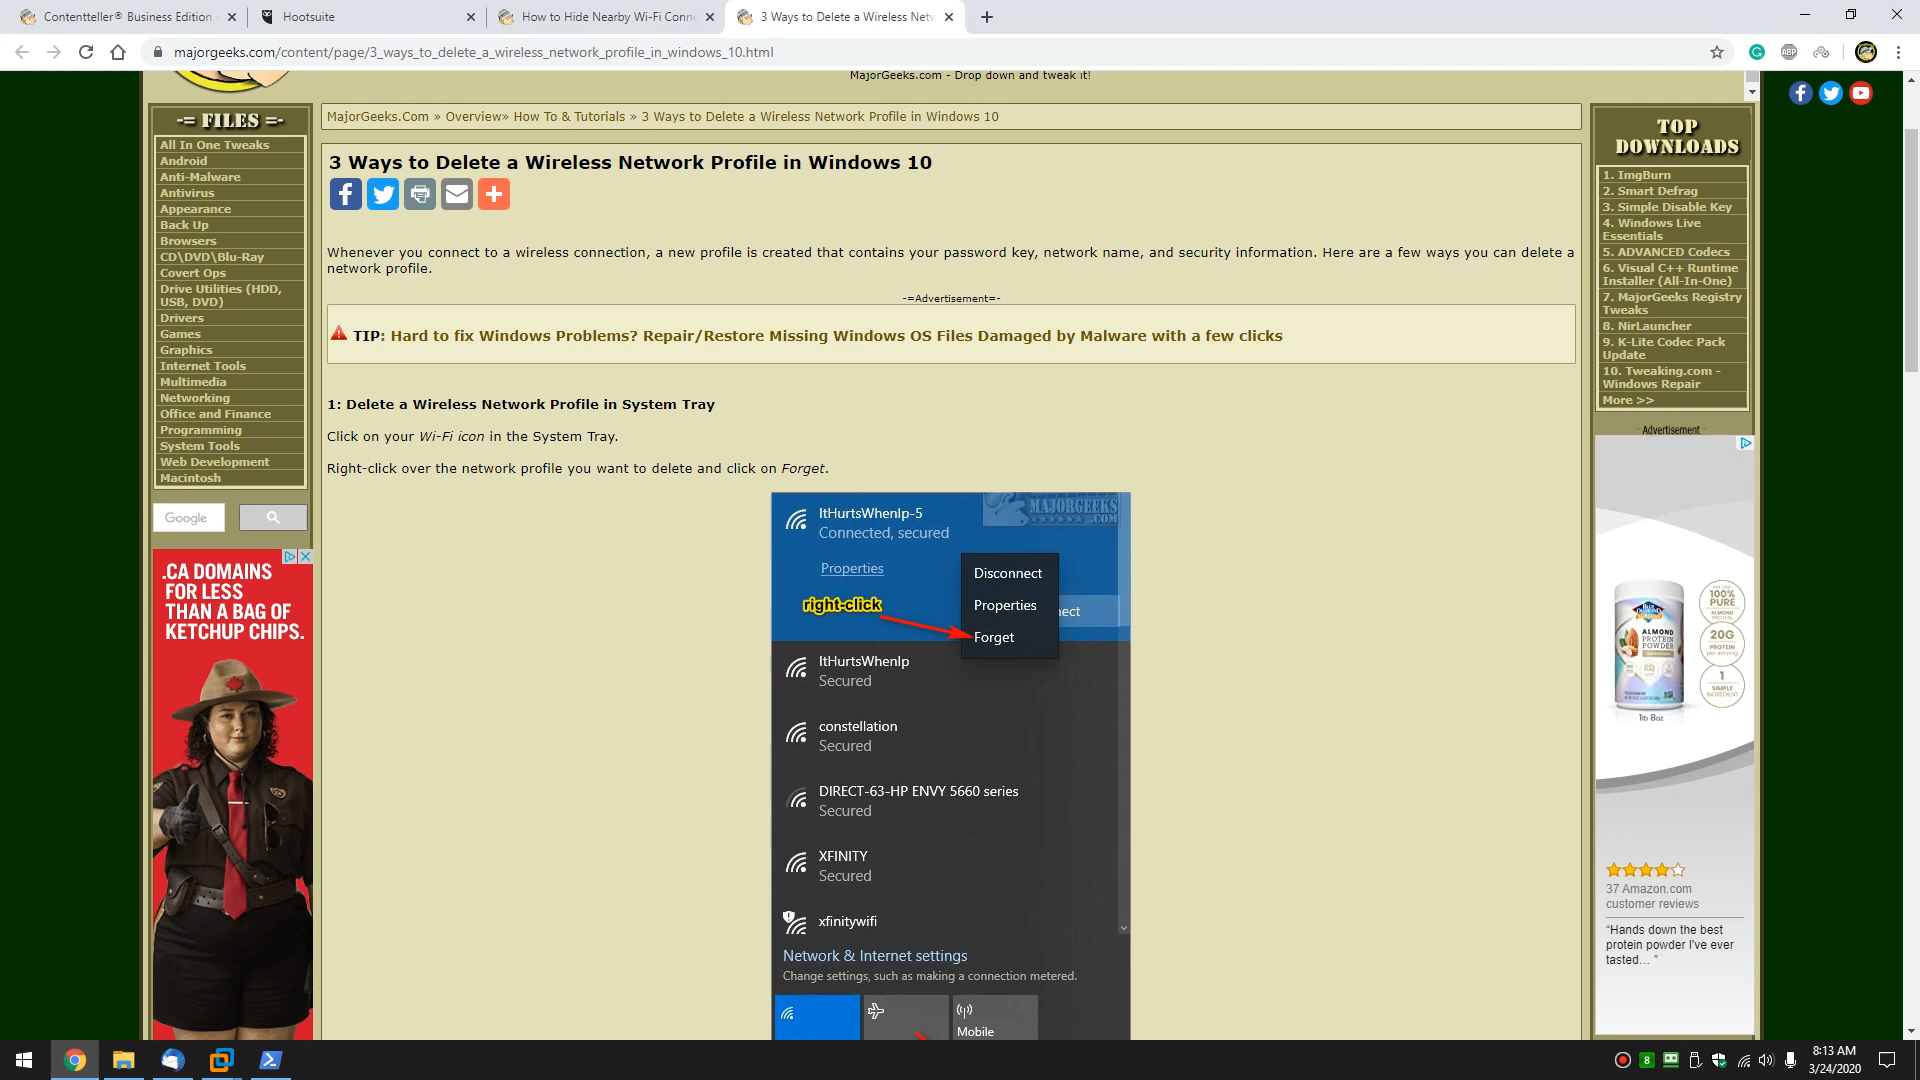 Contentteller® Business Edition
Hootsuite
How to Hide Nearby Wi-Fi Conn
3 Ways to Delete a Wireless Netw
majorgeeks.com/content/page/3_ways_to_delete_a_wireless_network_profile_in_windows_10.html
ABP
MajorGeeks.com - Drop down and tweak it!
-= FILES =-
All In One Tweaks
Android
Anti-Malware
Antivirus
Appearance
Back Up
Browsers
CD\DVD\Blu-Ray
Covert Ops
Drive Utilities (HDD,
USB, DVD)
Drivers
Games
Graphics
Internet Tools
Multimedia
Networking
Office and Finance
Programming
System Tools
Web Development
Macintosh
Google
.CA DOMAINS
FOR LESS
THAN A BAG OF
KETCHUP CHIPS.
MajorGeeks.Com » Overview» How To & Tutorials » 3 Ways to Delete a Wireless Network Profile in Windows 10
3 Ways to Delete a Wireless Network Profile in Windows 10
Whenever you connect to a wireless connection, a new profile is created that contains your password key, network name, and security information. Here are a few ways you can delete a
network profile.
-=Advertisement=-
TIP: Hard to fix Windows Problems? Repair/Restore Missing Windows OS Files Damaged by Malware with a few clicks
1: Delete a Wireless Network Profile in System Tray
Click on your Wi-Fi icon in the System Tray.
Right-click over the network profile you want to delete and click on Forget.
ItHurtsWhenIp-5
Connected, secured
MAJORGEEKS
.COM
Properties
right-click
Disconnect
Properties
Forget
nect
ItHurtsWhenIp
Secured
constellation
Secured
DIRECT-63-HP ENVY 5660 series
Secured
XFINITY
Secured
xfinitywifi
Network & Internet settings
Change settings, such as making a connection metered.
Mobile
TOP
DOWNLOADS
1. ImgBurn
2. Smart Defrag
3. Simple Disable Key
4. Windows Live
Essentials
5. ADVANCED Codecs
6. Visual C++ Runtime
Installer (All-In-One)
7. MajorGeeks Registry
Tweaks
8. NirLauncher
9. K-Lite Codec Pack
Update
10. Tweaking.com -
Windows Repair
More >>
- Advertisement -
BLUE DIAMOND
ALMOND
PROTEIN
POWDER
1lb 8oz
100%
PURE
ALMOND
PROTEIN
20G
PROTEIN
1
SIMPLE
INGREDIENT
37 Amazon.com
customer reviews
“Hands down the best
protein powder I've ever
tasted… ”
8
8:13 AM
3/24/2020